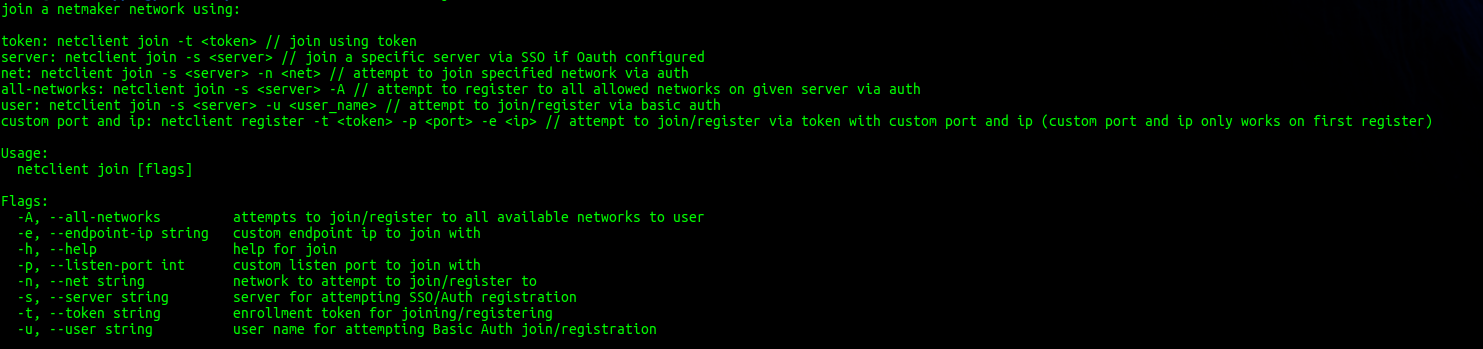 join a netmaker network using:
token: netclient join -t <token> // join using token
server: netclient join -s <server> // join a specific server via SSO if Oauth configured
net: netclient join -s <server> -n <net> // attempt to join specified network via auth
all-networks: netclient join -s <server> -A // attempt to register to all allowed networks on given server via auth
user: netclient join -s <server> -u <user_name> // attempt to join/register via basic auth
custom port and ip: netclient register -t <token> -p <port> -e <ip> // attempt to join/register via token with custom port and ip (custom port and ip only works on first register)
Usage:
  netclient join [flags]
Flags:
  -A, --all-networks         attempts to join/register to all available networks to user
  -e, --endpoint-ip string   custom endpoint ip to join with
  -h, --help                 help for join
  -p, --listen-port int      custom listen port to join with
  -n, --net string           network to attempt to join/register to
  -s, --server string        server for attempting SSO/Auth registration
  -t, --token string         enrollment token for joining/registering
  -u, --user string          user name for attempting Basic Auth join/registration